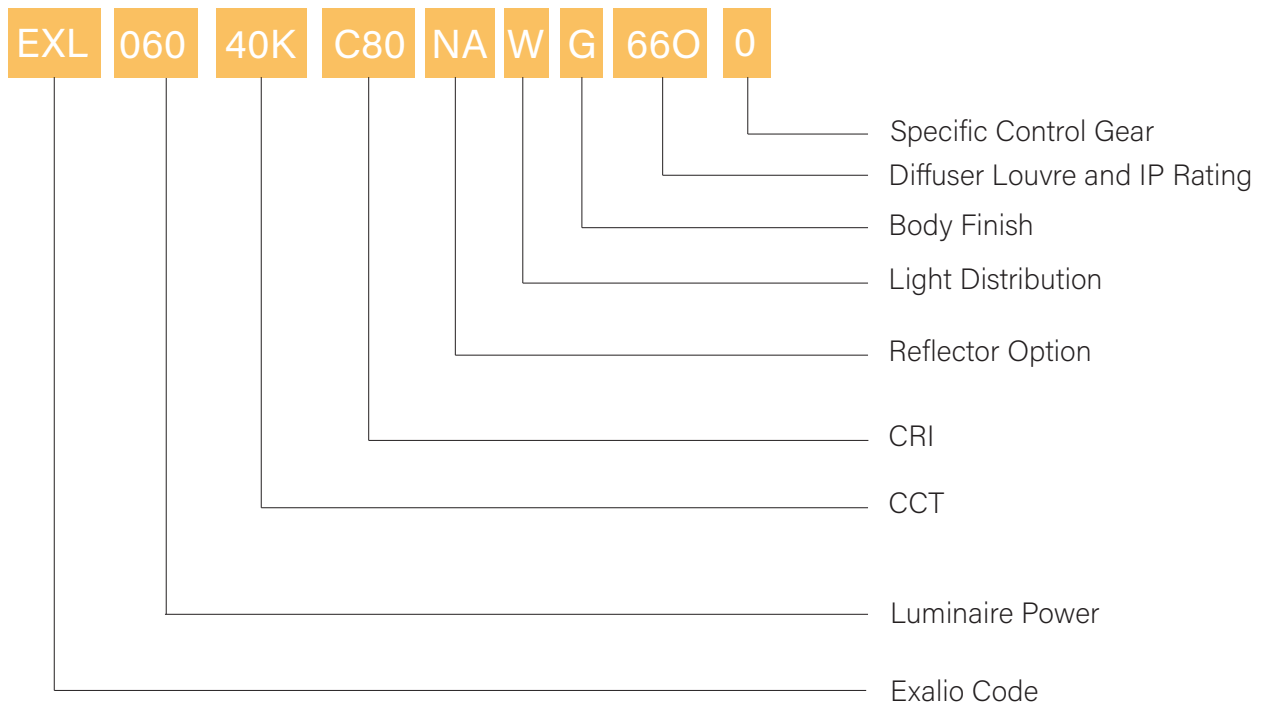 EXL 060 40K C80 NA W G 66O 0
Specific Control Gear
Diffuser Louvre and IP Rating
Body Finish
Light Distribution
Reflector Option
CRI
CCT
Luminaire Power
Exalio Code